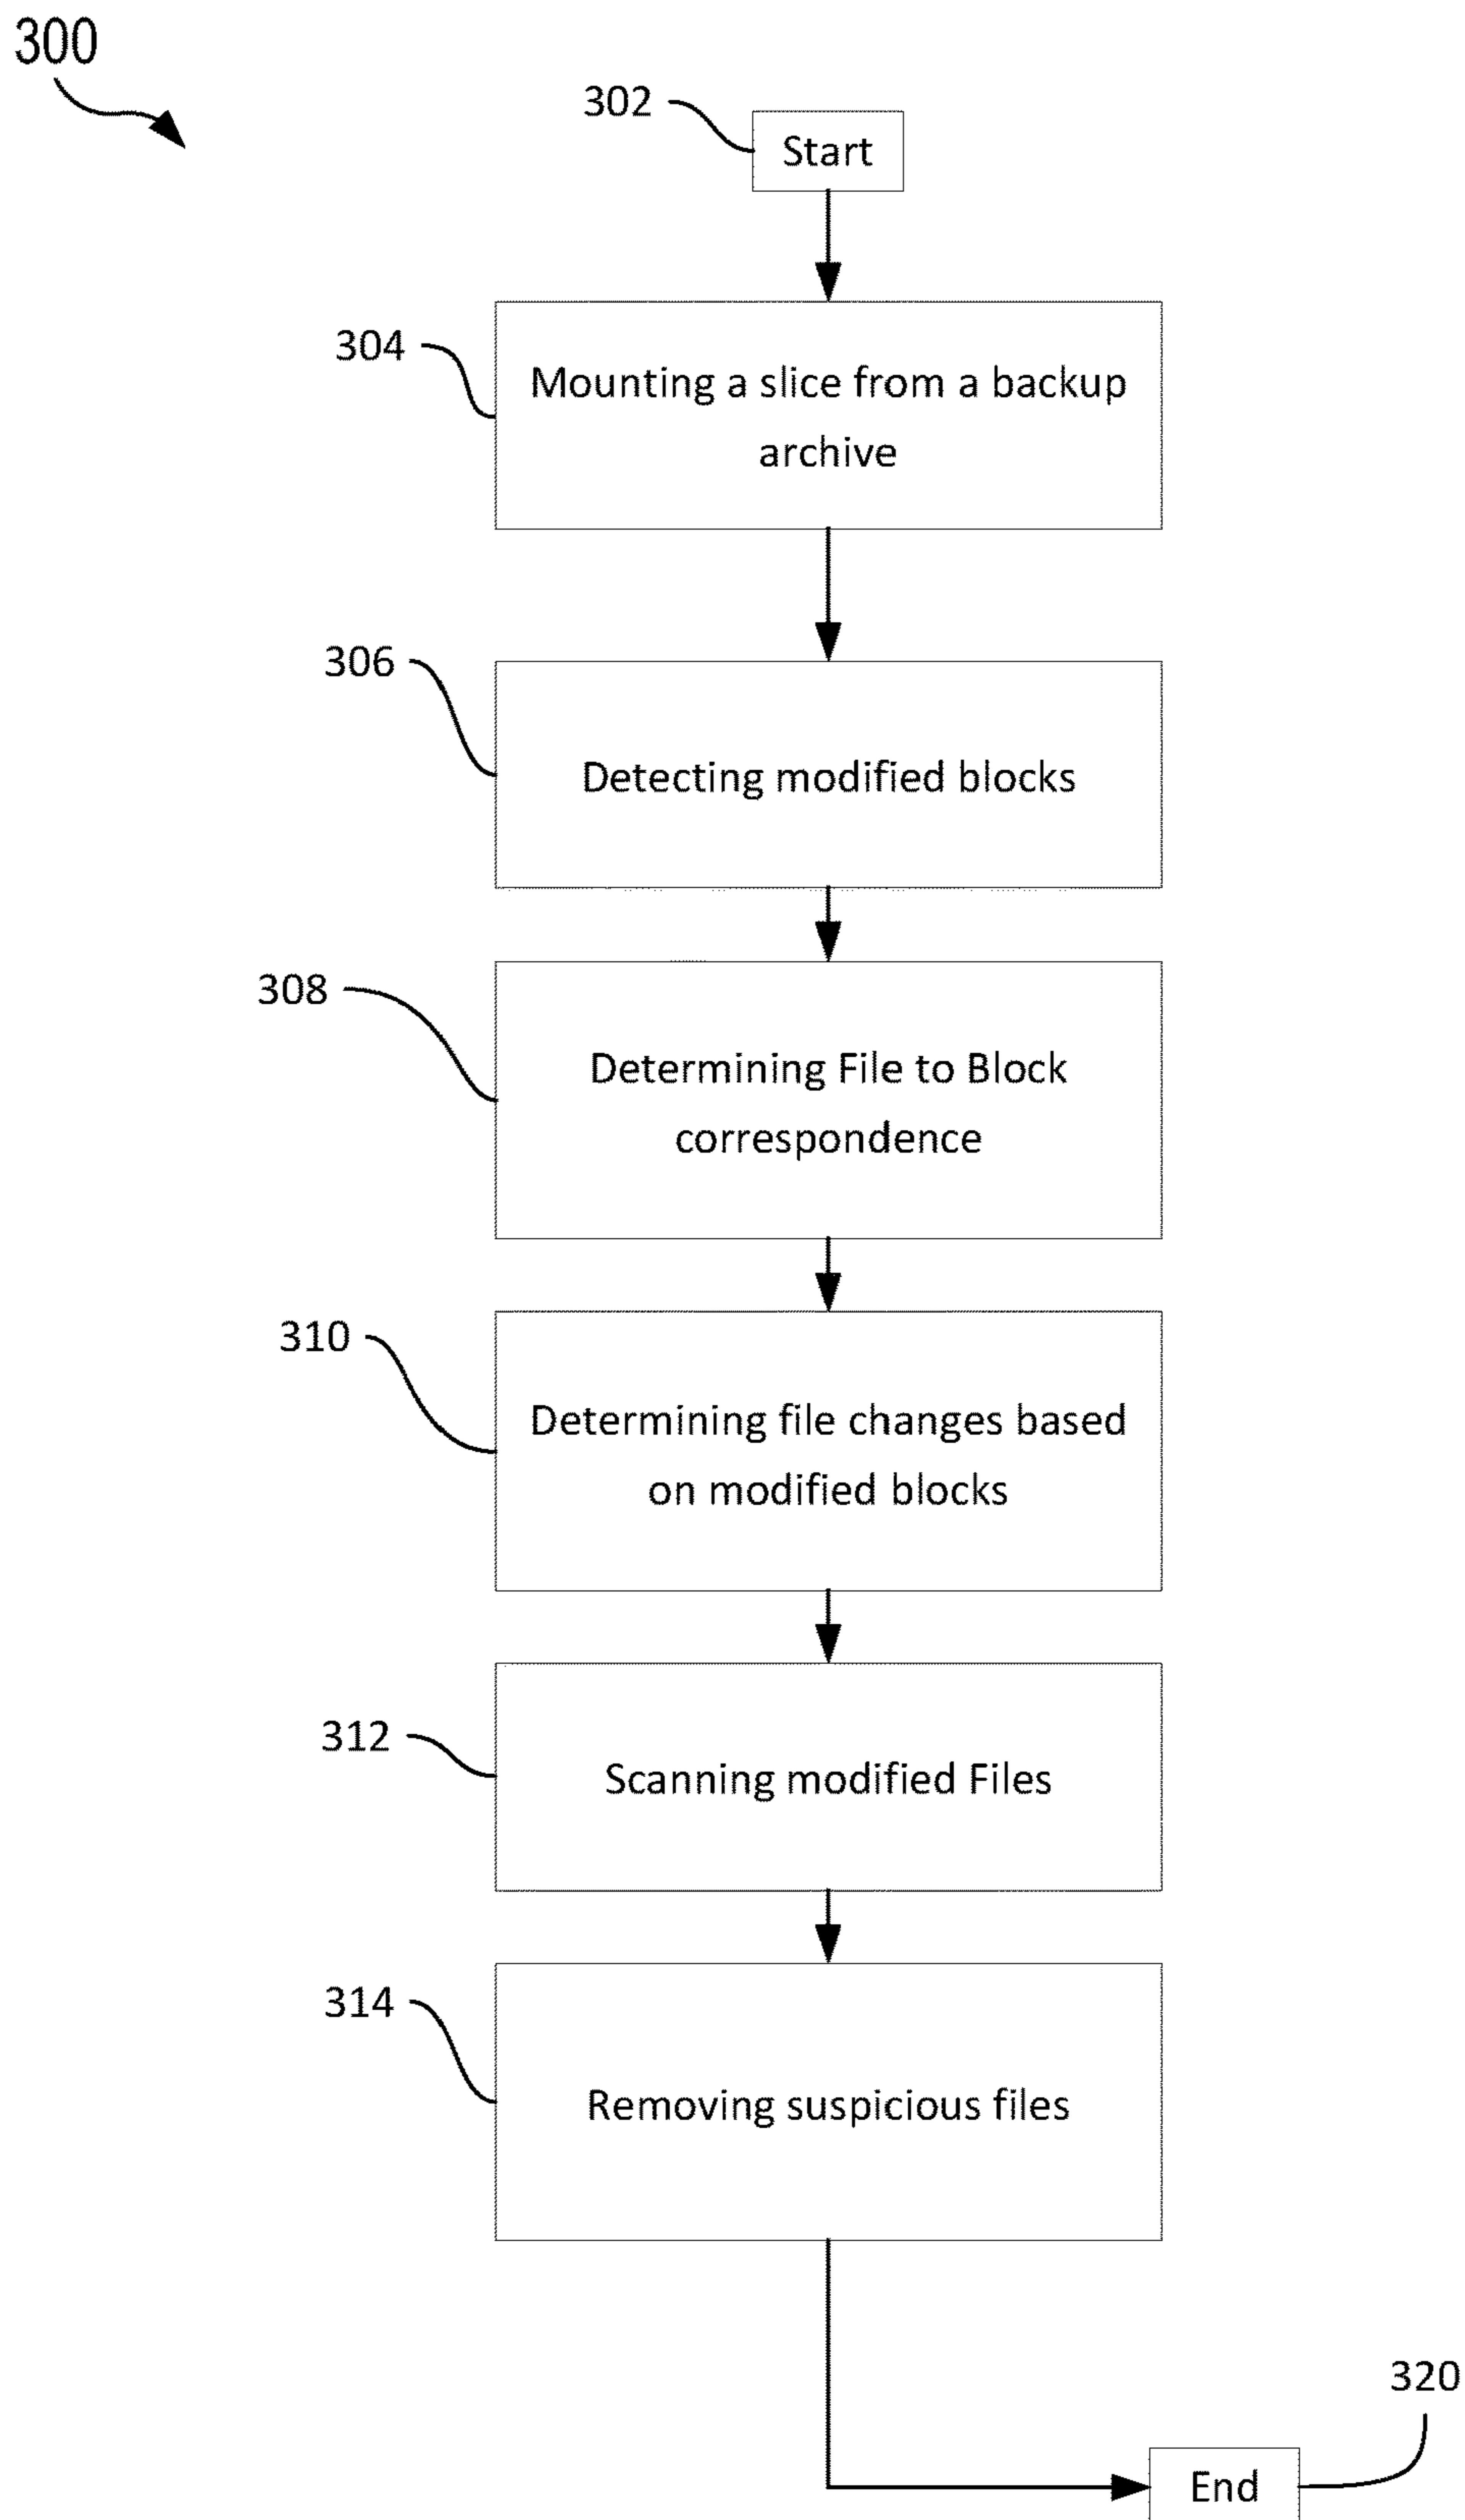 300
302
Start
304
Mounting a slice from a backup
archive
306
Detecting modified blocks
308
Determining File to Block
correspondence
310
Determining file changes based
on modified blocks
312
Scanning modified Files
314
Removing suspicious files
320
End